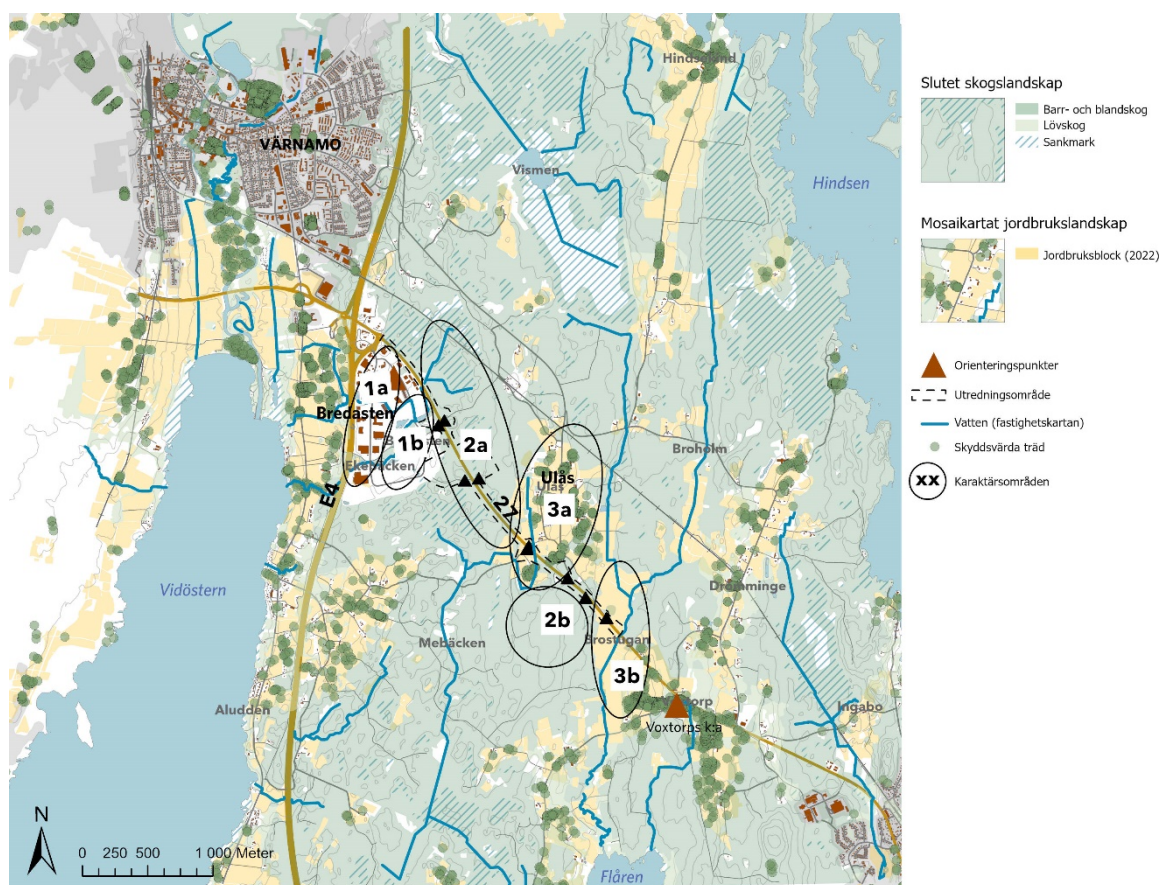 Hindseland
VÄRNAMO
Vismen
Hindsen
1a
Bredasten
1b
2a
Ekebäcken
E4
27
Ulås
3a
Broholm
Vidöstern
Mebäcken
2b
Brostugan
Drömminge
3b
Aludden
Voxtorps k:a
N
0 250 500 1 000 Meter
Flåren
Slutet skogslandskap
Barr- och blandskog
Lövskog
Sankmark
Mosaikartat jordbrukslandskap
Jordbruksblock (2022)
Orienteringspunkter
Utredningsområde
Vatten (fastighetskartan)
Skyddsvärda träd
xx
Karaktärsområden